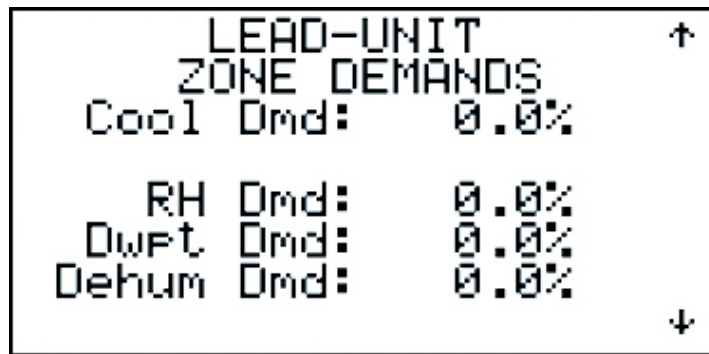 LEAD-UNIT ↑
ZONE DEMANDS
Cool Dmd: 0.0%
RH Dmd: 0.0%
Dwpt Dmd: 0.0%
Dehum Dmd: 0.0%
↓